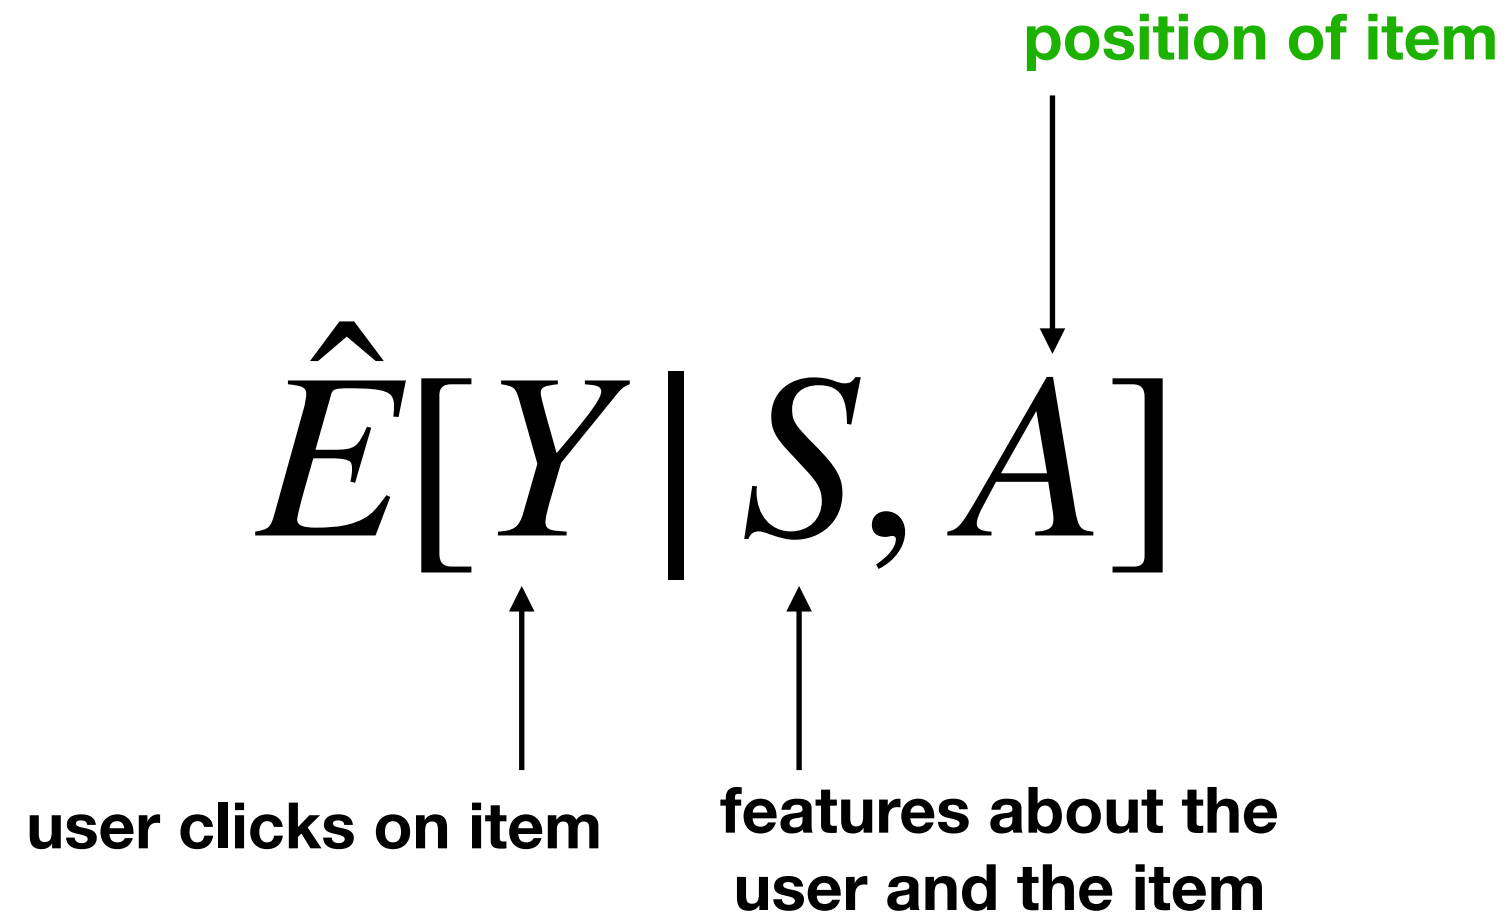 position of item
Ê[Y|S, A]
user clicks on item
features about the
user and the item